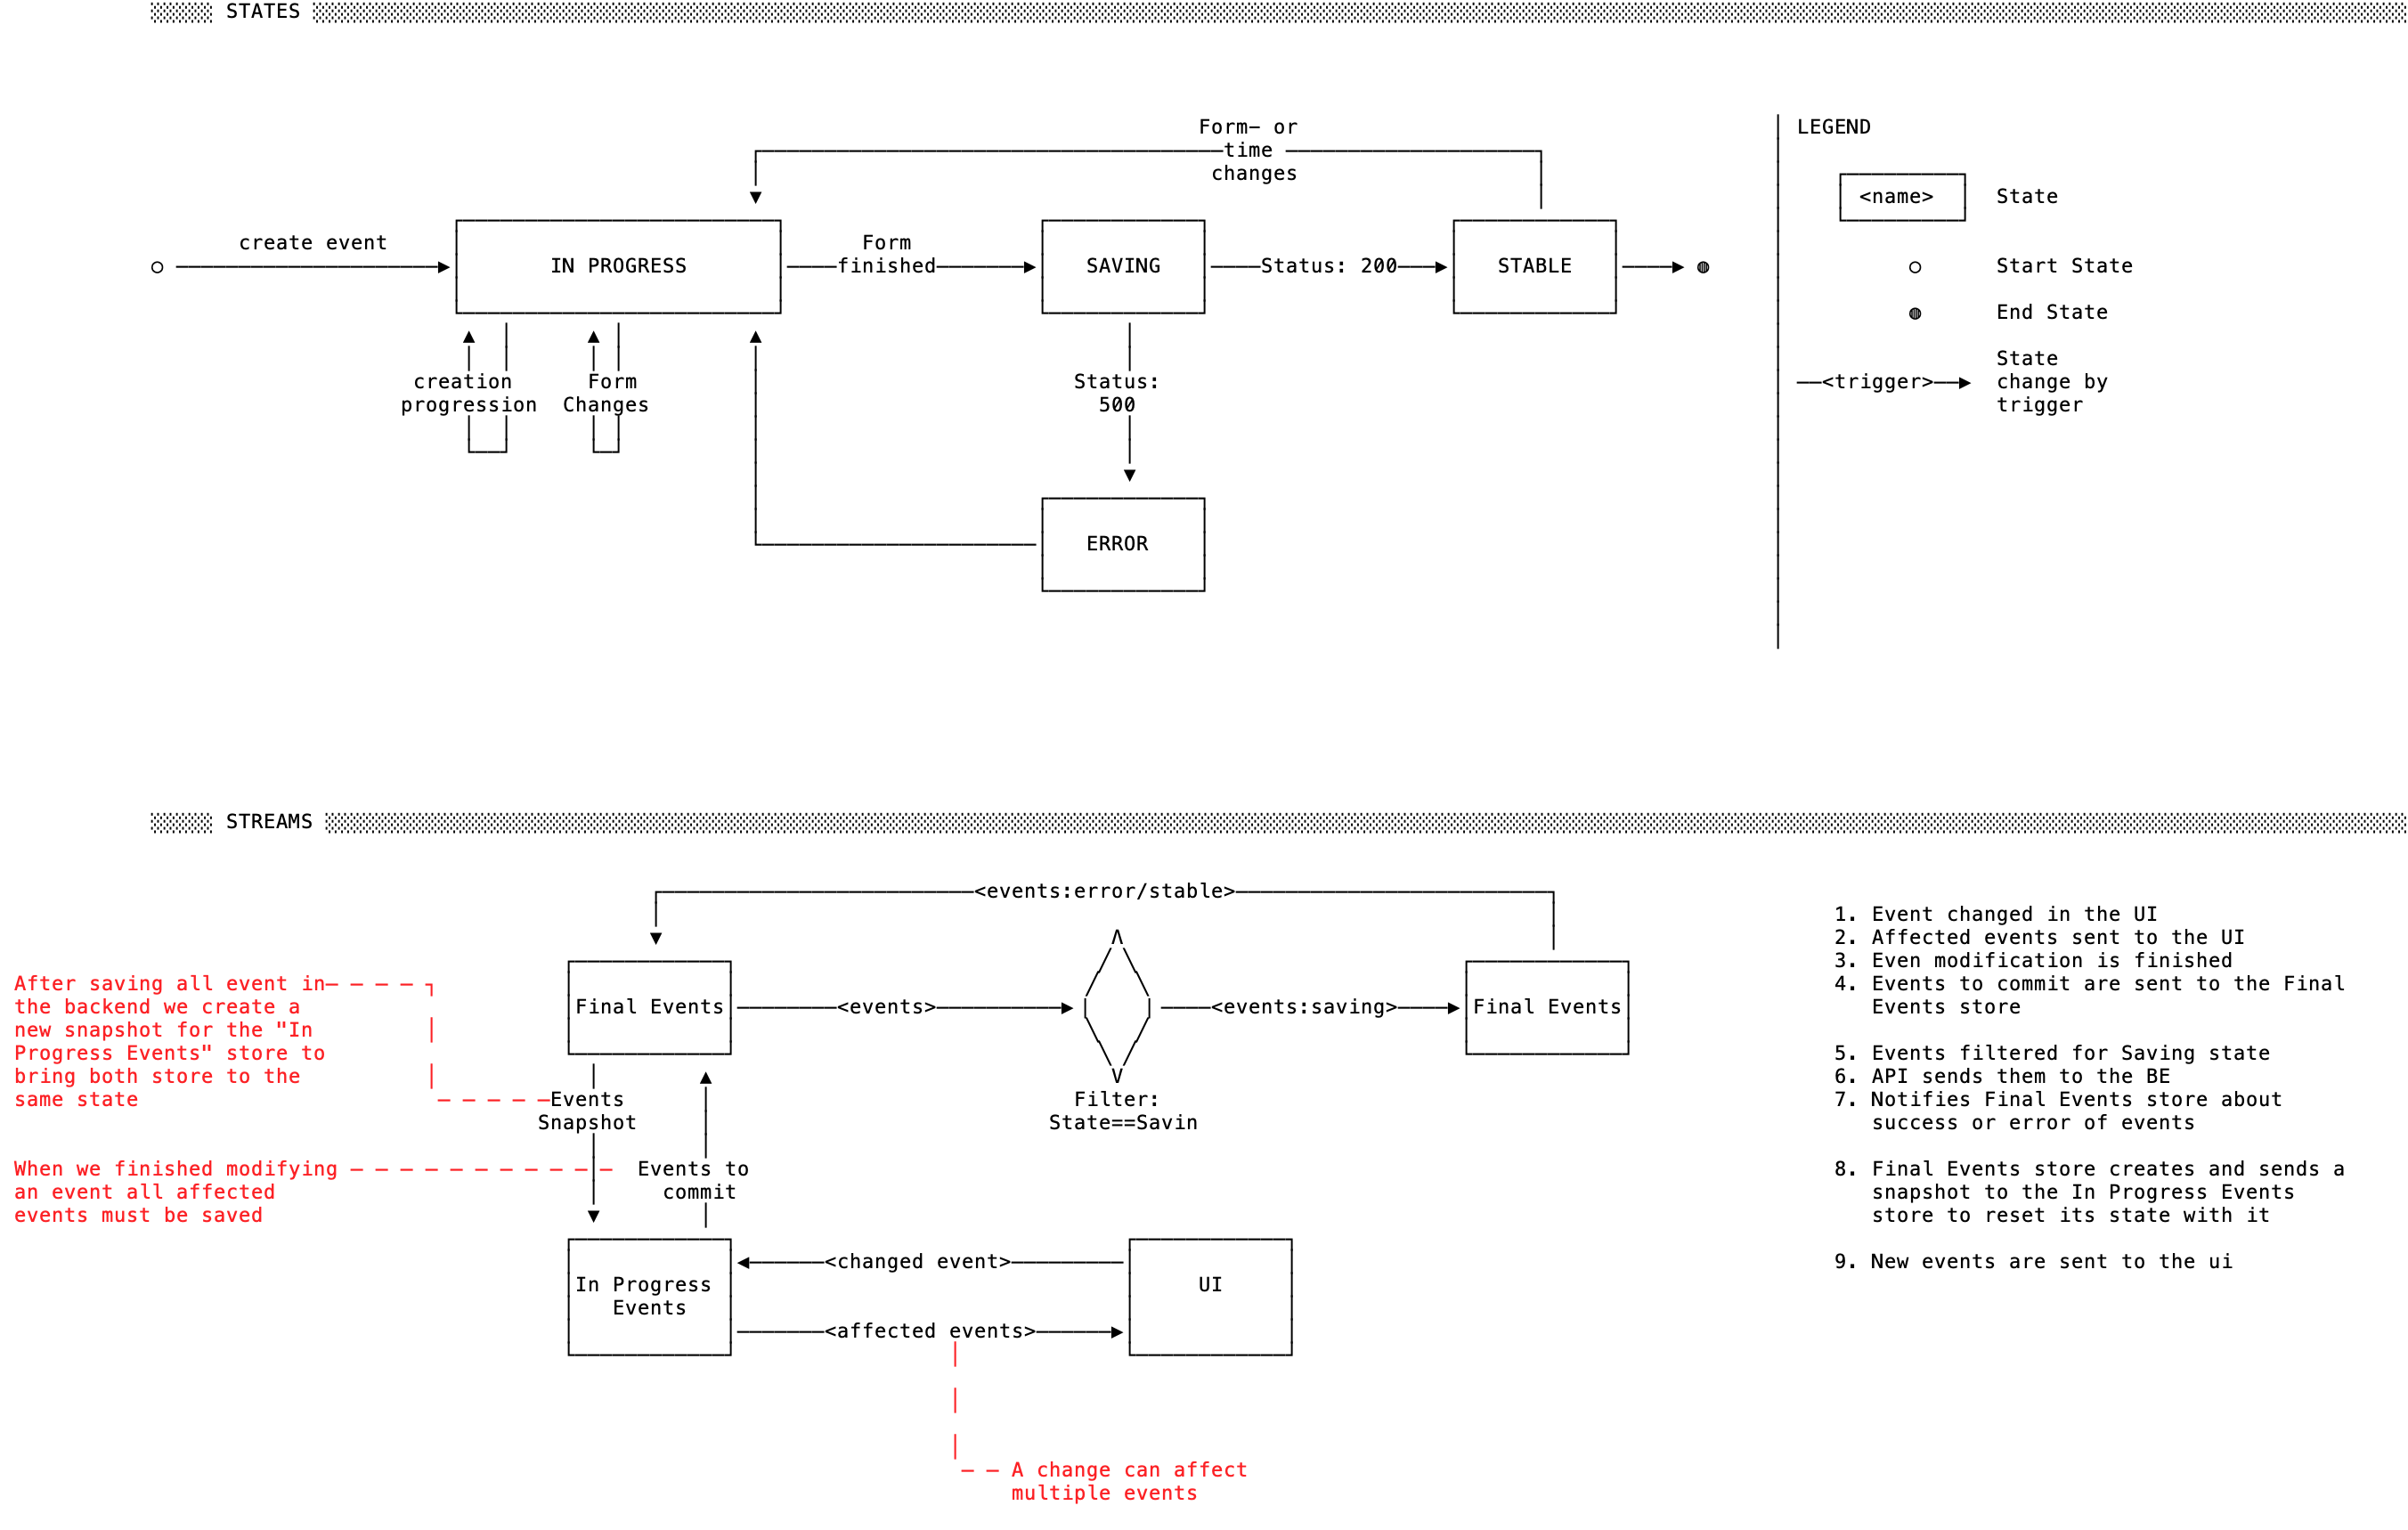 STATES
Form- or
time
changes
create event
IN PROGRESS
Form
finished
SAVING
Status: 200
STABLE
creation
progression
Form
Changes
Status:
500
ERROR
LEGEND
<name>
State
Start State
End State
<trigger>
State
change by
trigger
STREAMS
<events:error/stable>
After saving all event in
the backend we create a
new snapshot for the "In
Progress Events" store to
bring both store to the
same state
Final Events
<events>
<events:saving>
Final Events
Filter:
State==Savin
Events
Snapshot
When we finished modifying
an event all affected
events must be saved
Events to
commit
In Progress
Events
<changed event>
<affected events>
UI
A change can affect
multiple events
1. Event changed in the UI
2. Affected events sent to the UI
3. Even modification is finished
4. Events to commit are sent to the Final
Events store
5. Events filtered for Saving state
6. API sends them to the BE
7. Notifies Final Events store about
success or error of events
8. Final Events store creates and sends a
snapshot to the In Progress Events
store to reset its state with it
9. New events are sent to the ui